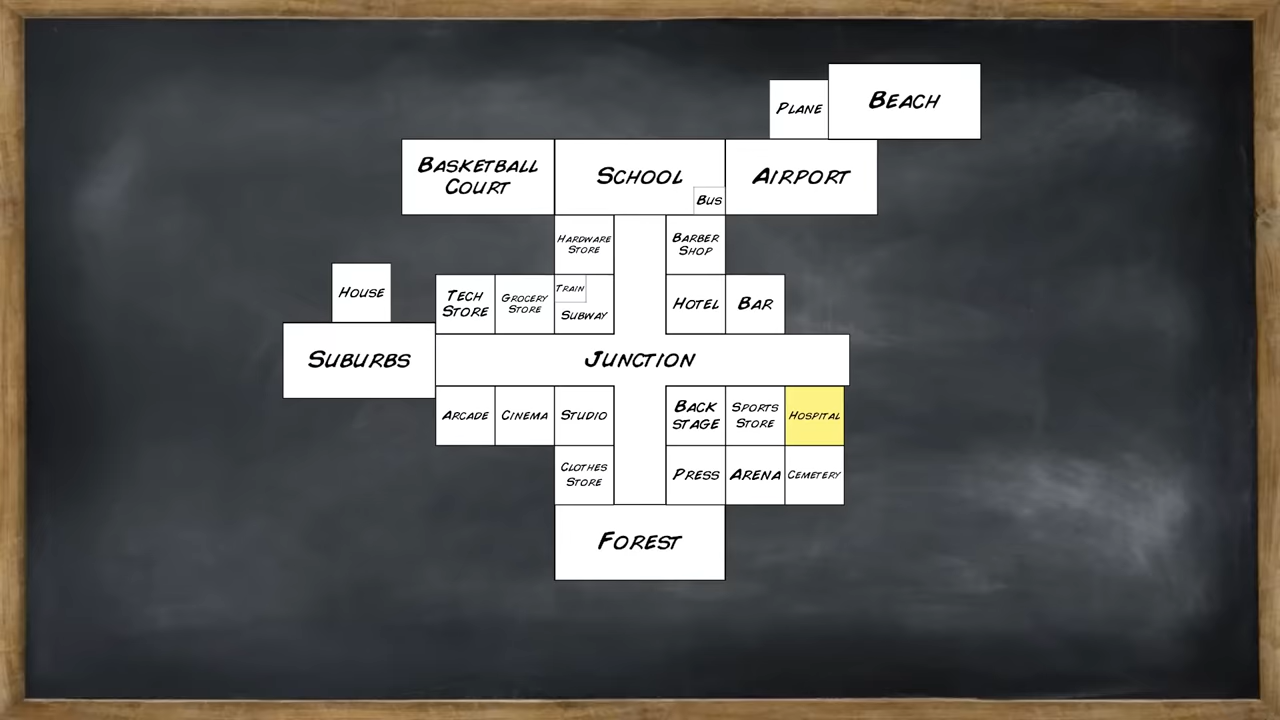 BEACH
PLANE
BASKETBALL
COURT
SCHOOL
AIRPORT
BUS
HARDWARE
STORE
BARBER
SHOP
HOUSE
TECH
STORE
GROCERY
STORE
TRAIN
SUBWAY
HOTEL
BAR
SUBURBS
JUNCTION
ARCADE
CINEMA
STUDIO
BACK
STAGE
SPORTS
STORE
HOSPITAL
CLOTHES
STORE
PRESS
ARENA
CEMETERY
FOREST